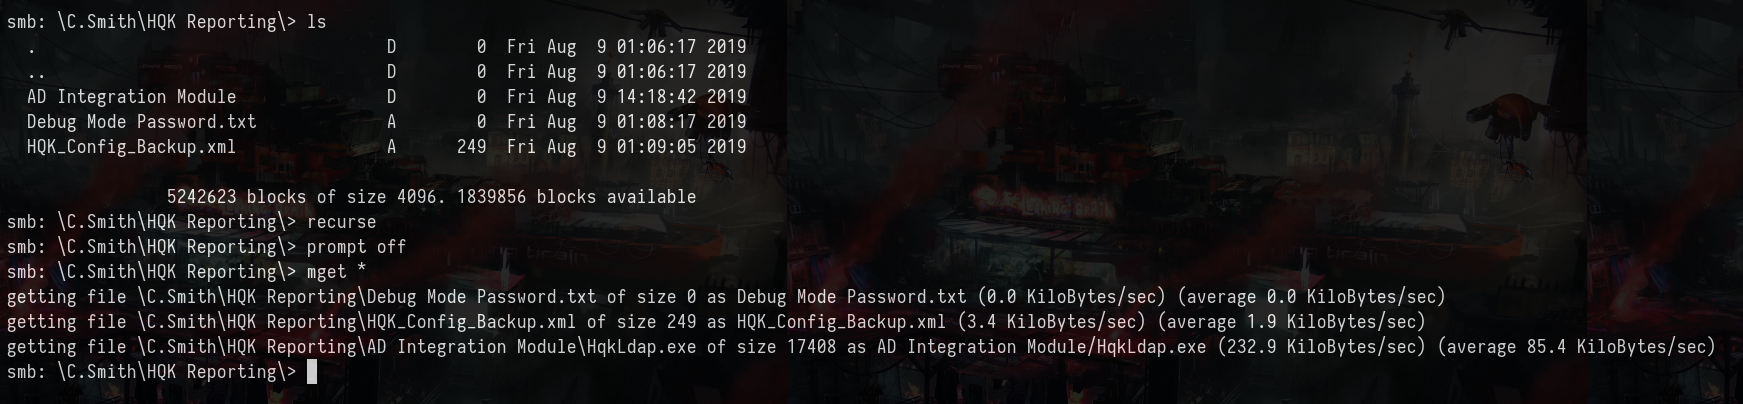 smb: \C.Smith\HQK Reporting\> ls
  .                                   D        0  Fri Aug  9 01:06:17 2019
  ..                                  D        0  Fri Aug  9 01:06:17 2019
  AD Integration Module               D        0  Fri Aug  9 14:18:42 2019
  Debug Mode Password.txt             A        0  Fri Aug  9 01:08:17 2019
  HQK_Config_Backup.xml               A      249  Fri Aug  9 01:09:05 2019
                5242623 blocks of size 4096. 1839856 blocks available
smb: \C.Smith\HQK Reporting\> recurse
smb: \C.Smith\HQK Reporting\> prompt off
smb: \C.Smith\HQK Reporting\> mget *
getting file \C.Smith\HQK Reporting\Debug Mode Password.txt of size 0 as Debug Mode Password.txt (0.0 KiloBytes/sec) (average 0.0 KiloBytes/sec)
getting file \C.Smith\HQK Reporting\HQK_Config_Backup.xml of size 249 as HQK_Config_Backup.xml (3.4 KiloBytes/sec) (average 1.9 KiloBytes/sec)
getting file \C.Smith\HQK Reporting\AD Integration Module\HqkLdap.exe of size 17408 as AD Integration Module/HqkLdap.exe (232.9 KiloBytes/sec) (average 85.4 KiloBytes/sec)
smb: \C.Smith\HQK Reporting\>